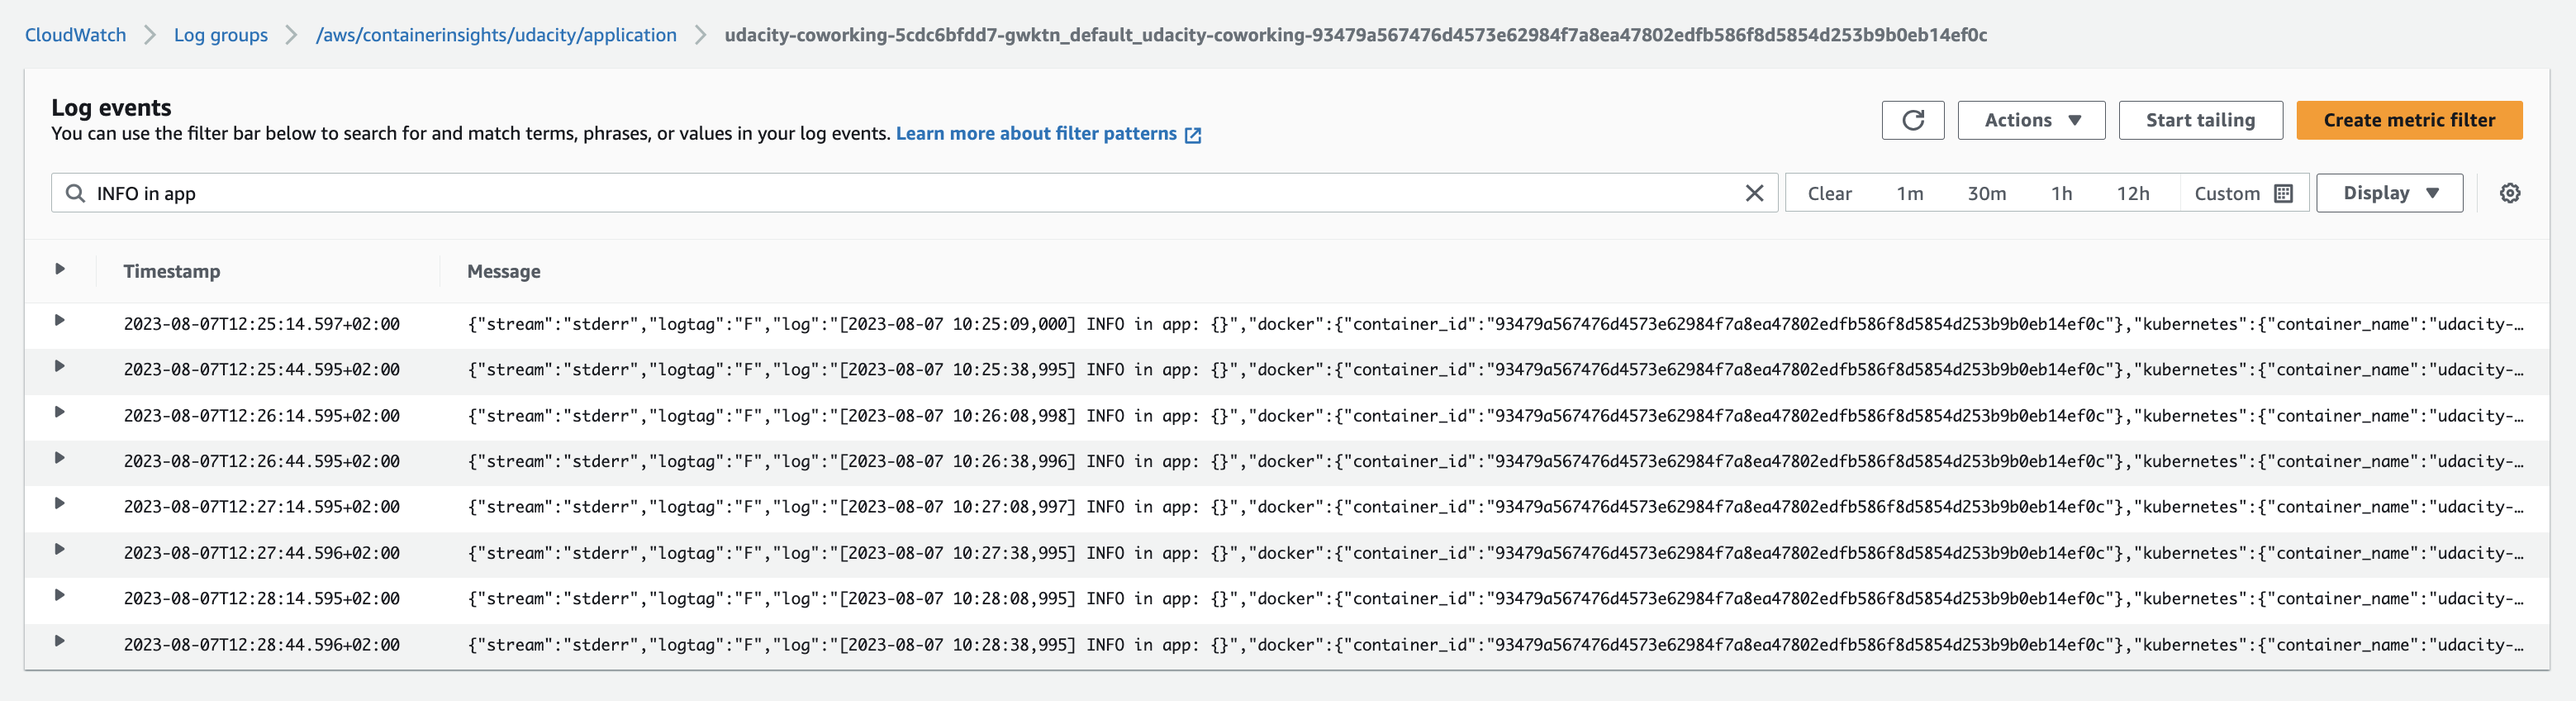 CloudWatch Log groups /aws/containerinsights/udacity/application udacity-coworking-5cdc6bfdd7-gwktn_default_udacity-coworking-93479a567476d4573e62984f7a8ea47802edfb586f8d5854d253b9b0eb14ef0c
Log events
You can use the filter bar below to search for and match terms, phrases, or values in your log events. Learn more about filter patterns
Actions Start tailing Create metric filter
INFO in app
Clear 1m 30m 1h 12h Custom Display
Timestamp Message
2023-08-07T12:25:14.597+02:00 {"stream":"stderr","logtag":"F","log":"[2023-08-07 10:25:09,000] INFO in app: {}","docker":{"container_id":"93479a567476d4573e62984f7a8ea47802edfb586f8d5854d253b9b0eb14ef0c"},"kubernetes":{"container_name":"udacity-…
2023-08-07T12:25:44.595+02:00 {"stream":"stderr","logtag":"F","log":"[2023-08-07 10:25:38,995] INFO in app: {}","docker":{"container_id":"93479a567476d4573e62984f7a8ea47802edfb586f8d5854d253b9b0eb14ef0c"},"kubernetes":{"container_name":"udacity-…
2023-08-07T12:26:14.595+02:00 {"stream":"stderr","logtag":"F","log":"[2023-08-07 10:26:08,998] INFO in app: {}","docker":{"container_id":"93479a567476d4573e62984f7a8ea47802edfb586f8d5854d253b9b0eb14ef0c"},"kubernetes":{"container_name":"udacity-…
2023-08-07T12:26:44.595+02:00 {"stream":"stderr","logtag":"F","log":"[2023-08-07 10:26:38,996] INFO in app: {}","docker":{"container_id":"93479a567476d4573e62984f7a8ea47802edfb586f8d5854d253b9b0eb14ef0c"},"kubernetes":{"container_name":"udacity-…
2023-08-07T12:27:14.595+02:00 {"stream":"stderr","logtag":"F","log":"[2023-08-07 10:27:08,997] INFO in app: {}","docker":{"container_id":"93479a567476d4573e62984f7a8ea47802edfb586f8d5854d253b9b0eb14ef0c"},"kubernetes":{"container_name":"udacity-…
2023-08-07T12:27:44.596+02:00 {"stream":"stderr","logtag":"F","log":"[2023-08-07 10:27:38,995] INFO in app: {}","docker":{"container_id":"93479a567476d4573e62984f7a8ea47802edfb586f8d5854d253b9b0eb14ef0c"},"kubernetes":{"container_name":"udacity-…
2023-08-07T12:28:14.595+02:00 {"stream":"stderr","logtag":"F","log":"[2023-08-07 10:28:08,995] INFO in app: {}","docker":{"container_id":"93479a567476d4573e62984f7a8ea47802edfb586f8d5854d253b9b0eb14ef0c"},"kubernetes":{"container_name":"udacity-…
2023-08-07T12:28:44.596+02:00 {"stream":"stderr","logtag":"F","log":"[2023-08-07 10:28:38,995] INFO in app: {}","docker":{"container_id":"93479a567476d4573e62984f7a8ea47802edfb586f8d5854d253b9b0eb14ef0c"},"kubernetes":{"container_name":"udacity-…